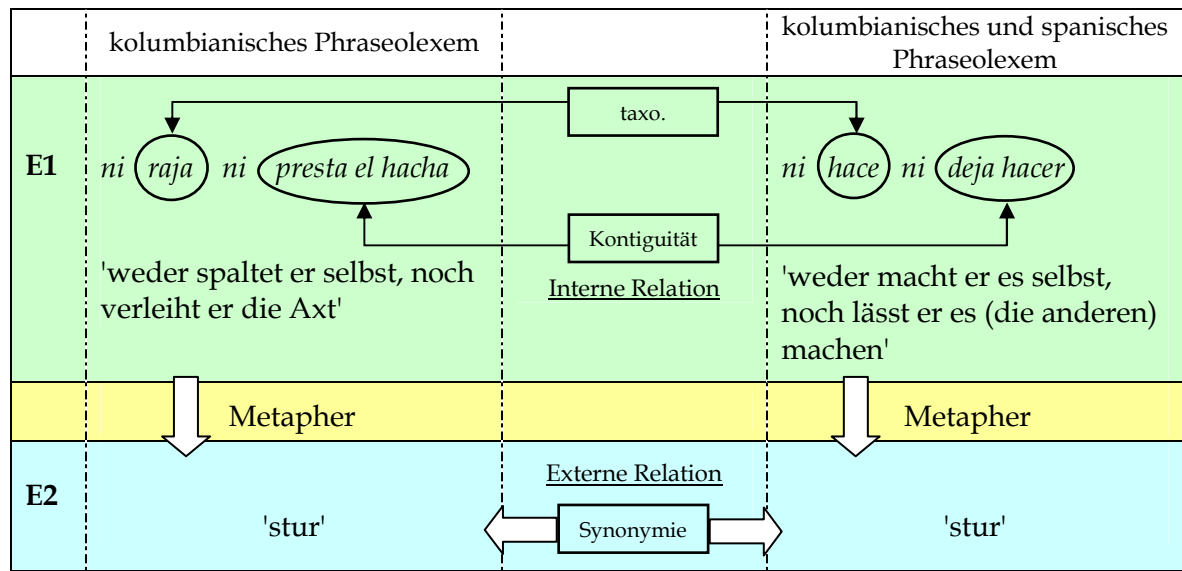 kolumbianisches Phraseolexem
kolumbianisches und spanisches
Phraseolexem
E1
taxo.
ni raja ni presta el hacha
ni hace ni deja hacer
Kontiguität
Interne Relation
'weder spaltet er selbst, noch
verleiht er die Axt'
'weder macht er es selbst,
noch lässt er es (die anderen)
machen'
Metapher
Metapher
E2
Externe Relation
'stur'
Synonymie
'stur'